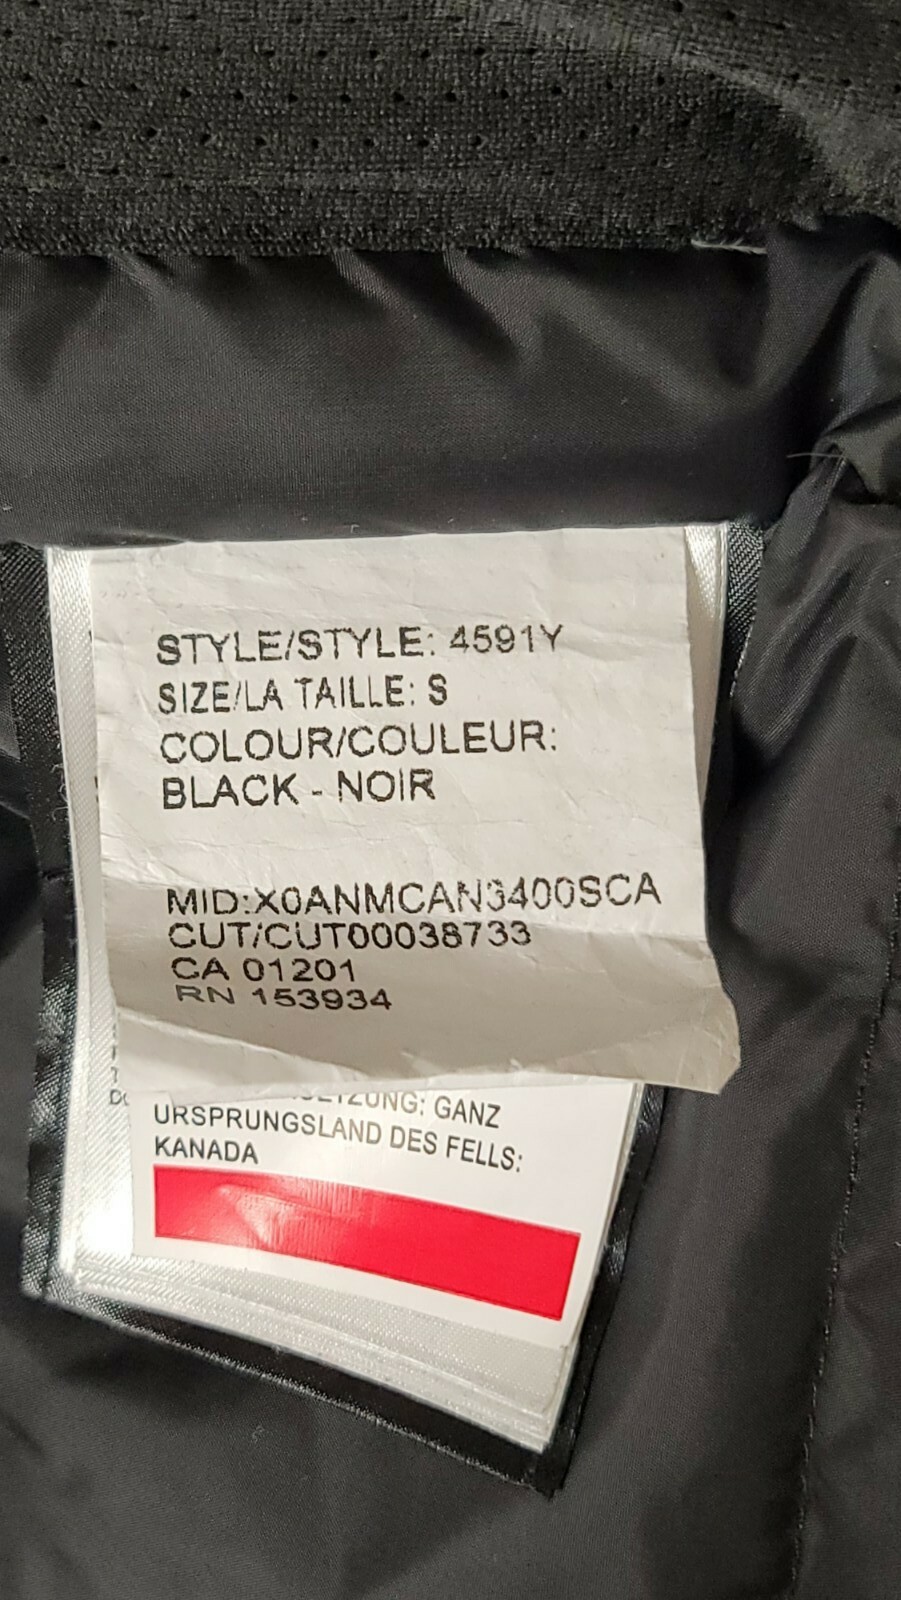 STYLE/STYLE: 4591Y
SIZE/LA TAILLE: S
COLOUR/COULEUR:
BLACK - NOIR
MID:X0ANMCAN3400SCA
CUT/CUT00038733
CA 01201
RN 153934
GANZ
URSPRUNGSLAND DES FELLS:
KANADA